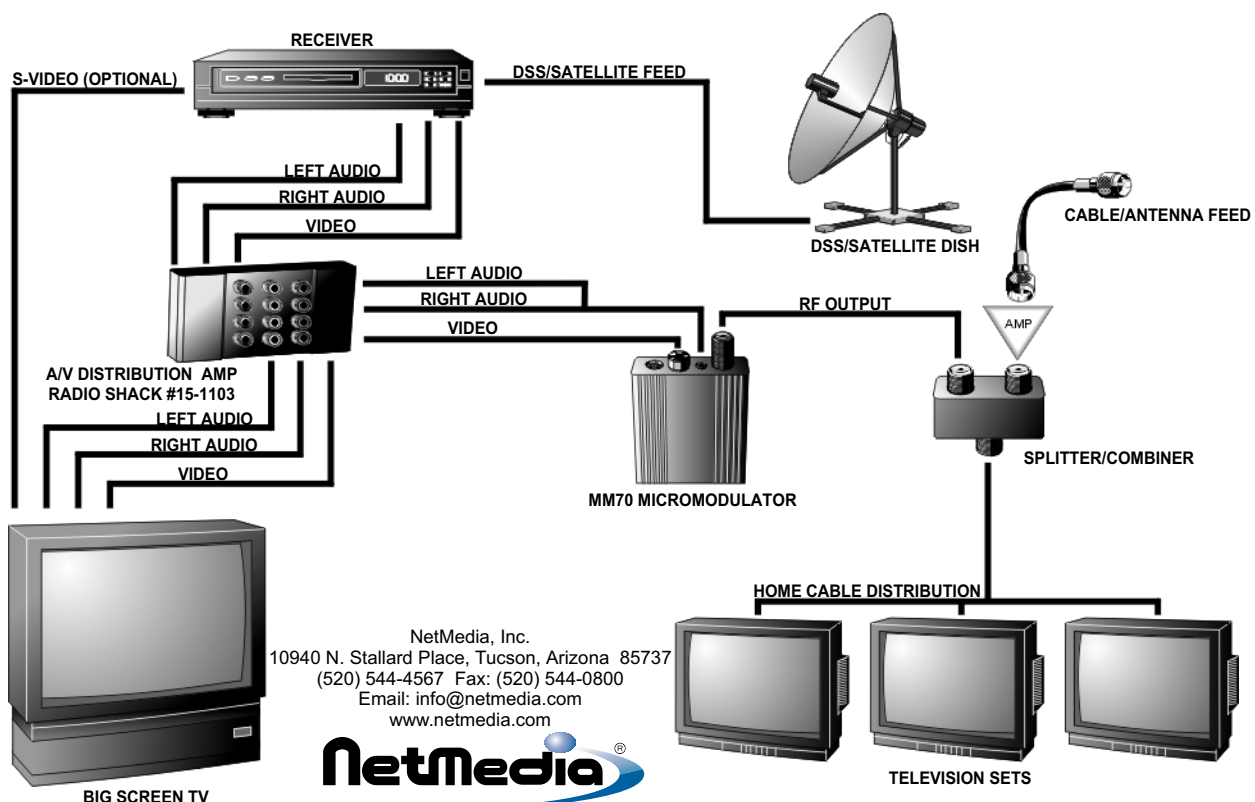 RECEIVER
S-VIDEO (OPTIONAL)
DSS/SATELLITE FEED
1000
LEFT AUDIO
RIGHT AUDIO
VIDEO
DSS/SATELLITE DISH
CABLE/ANTENNA FEED
LEFT AUDIO
RIGHT AUDIO
VIDEO
RF OUTPUT
AMP
A/V DISTRIBUTION AMP
RADIO SHACK #15-1103
LEFT AUDIO
RIGHT AUDIO
VIDEO
MM70 MICROMODULATOR
SPLITTER/COMBINER
HOME CABLE DISTRIBUTION
NetMedia, Inc.
10940 N. Stallard Place, Tucson, Arizona 85737
(520) 544-4567 Fax: (520) 544-0800
Email: info@netmedia.com
www.netmedia.com
NetMedia®
TELEVISION SETS
BIG SCREEN TV